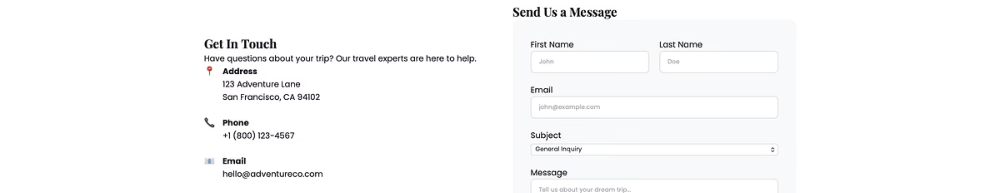 Get In Touch
Have questions about your trip? Our travel experts are here to help.
Address
123 Adventure Lane
San Francisco, CA 94102
Phone
+1 (800) 123-4567
Email
hello@adventureco.com
Send Us a Message
First Name
Last Name
John
Doe
Email
john@example.com
Subject
General Inquiry
Message
Tell us about your dream trip...